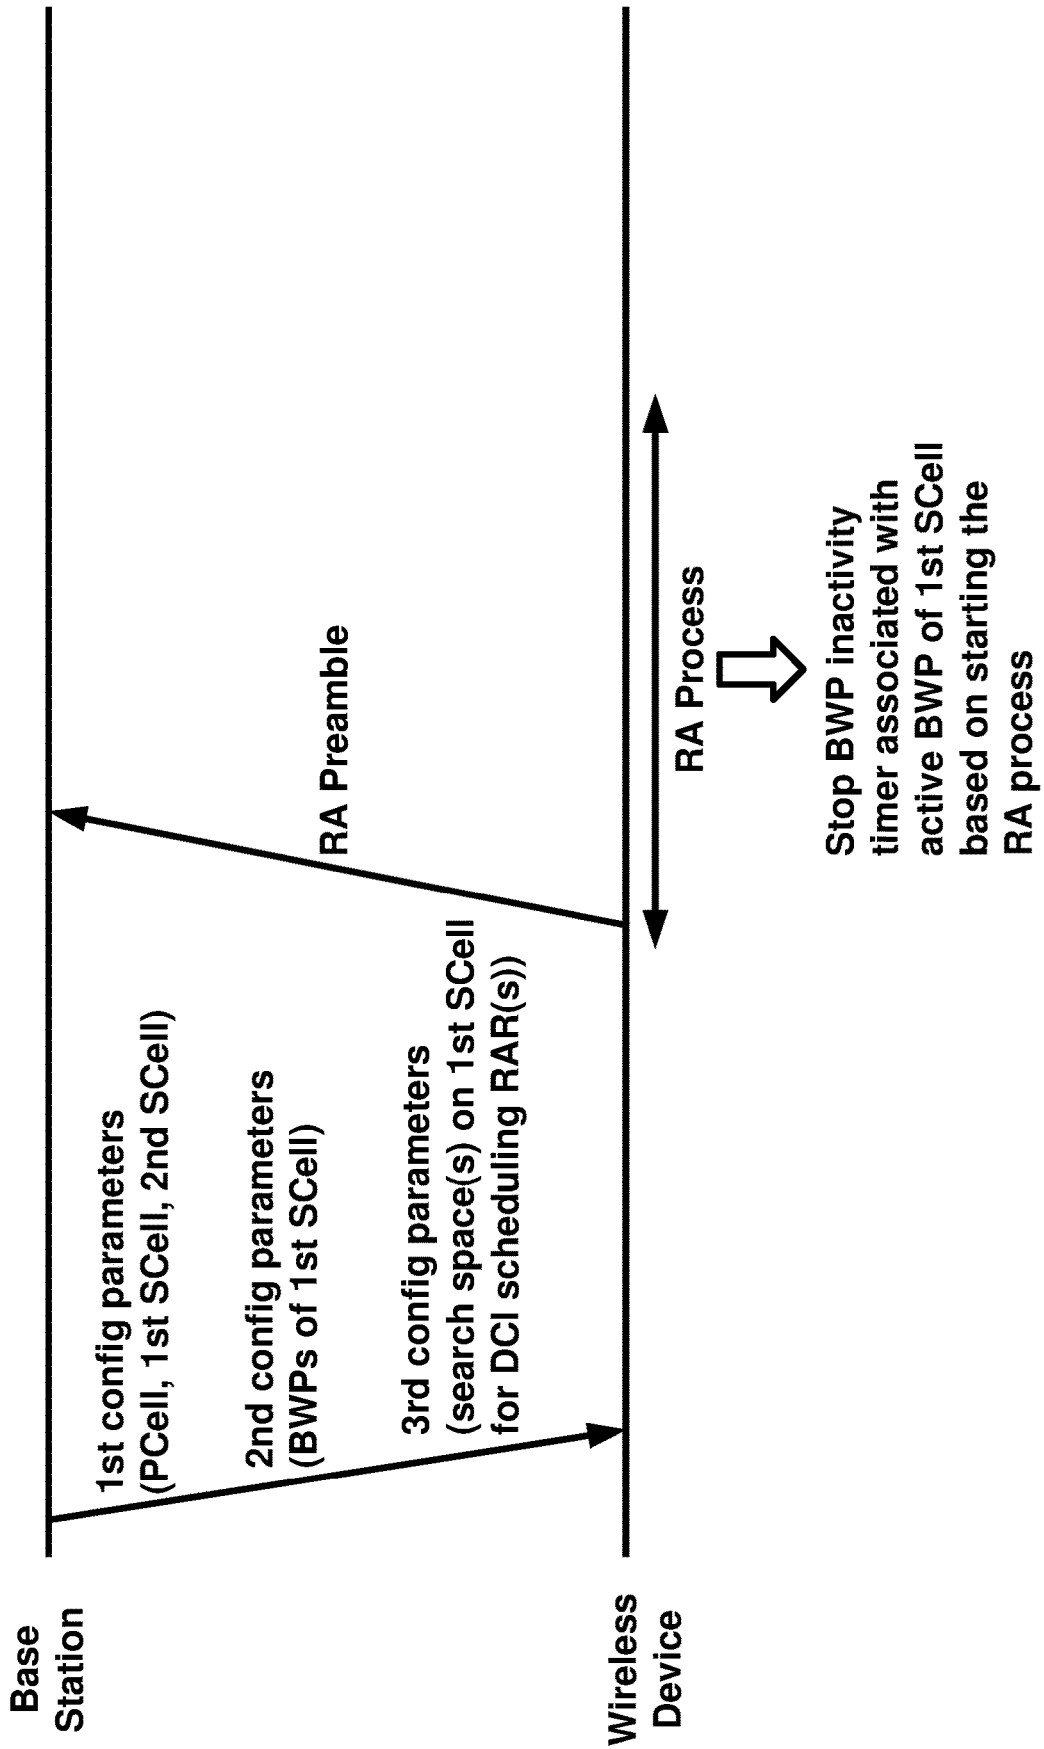 Base
Station
1st config parameters
(PCell, 1st SCell, 2nd SCell)
2nd config parameters
(BWPs of 1st SCell)
3rd config parameters
(search space(s) on 1st SCell
for DCI scheduling RAR(s))
RA Preamble
Wireless
Device
RA Process
Stop BWP inactivity
timer associated with
active BWP of 1st SCell
based on starting the
RA process